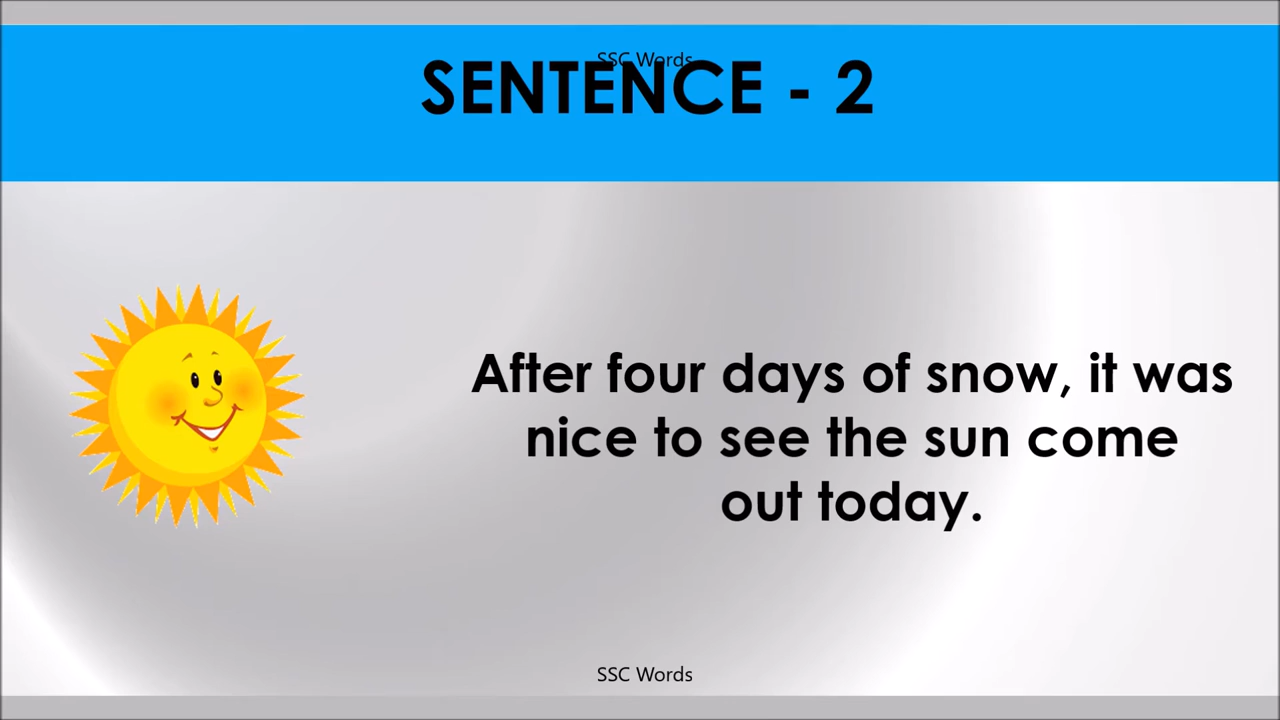 SSC Words
SENTENCE - 2
After four days of snow, it was
nice to see the sun come
out today.
SSC Words